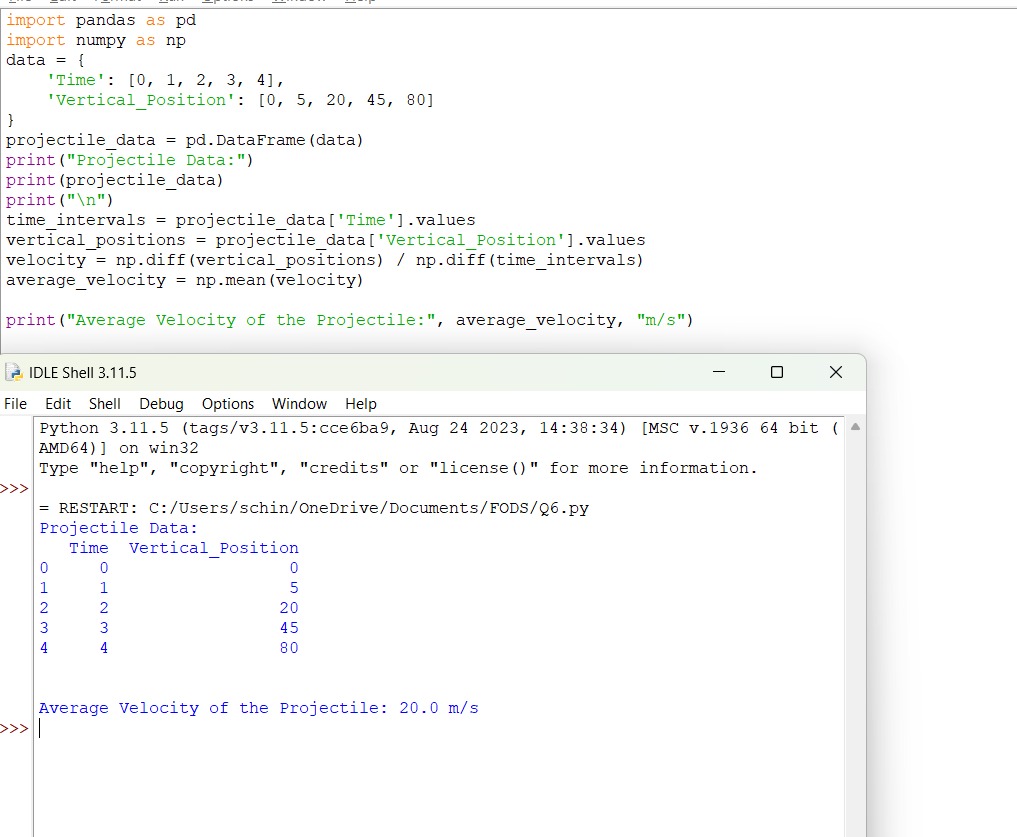 import pandas as pd
import numpy as np
data = {
    'Time': [0, 1, 2, 3, 4],
    'Vertical_Position': [0, 5, 20, 45, 80]
}
projectile_data = pd.DataFrame(data)
print("Projectile Data:")
print(projectile_data)
print("\n")
time_intervals = projectile_data['Time'].values
vertical_positions = projectile_data['Vertical_Position'].values
velocity = np.diff(vertical_positions) / np.diff(time_intervals)
average_velocity = np.mean(velocity)
print("Average Velocity of the Projectile:", average_velocity, "m/s")
IDLE Shell 3.11.5
File Edit Shell Debug Options Window Help
Python 3.11.5 (tags/v3.11.5:cce6ba9, Aug 24 2023, 14:38:34) [MSC v.1936 64 bit (
AMD64)] on win32
Type "help", "copyright", "credits" or "license()" for more information.
>>>
= RESTART: C:/Users/schin/OneDrive/Documents/FODS/Q6.py
Projectile Data:
   Time  Vertical_Position
0     0                  0
1     1                  5
2     2                 20
3     3                 45
4     4                 80
Average Velocity of the Projectile: 20.0 m/s
>>>